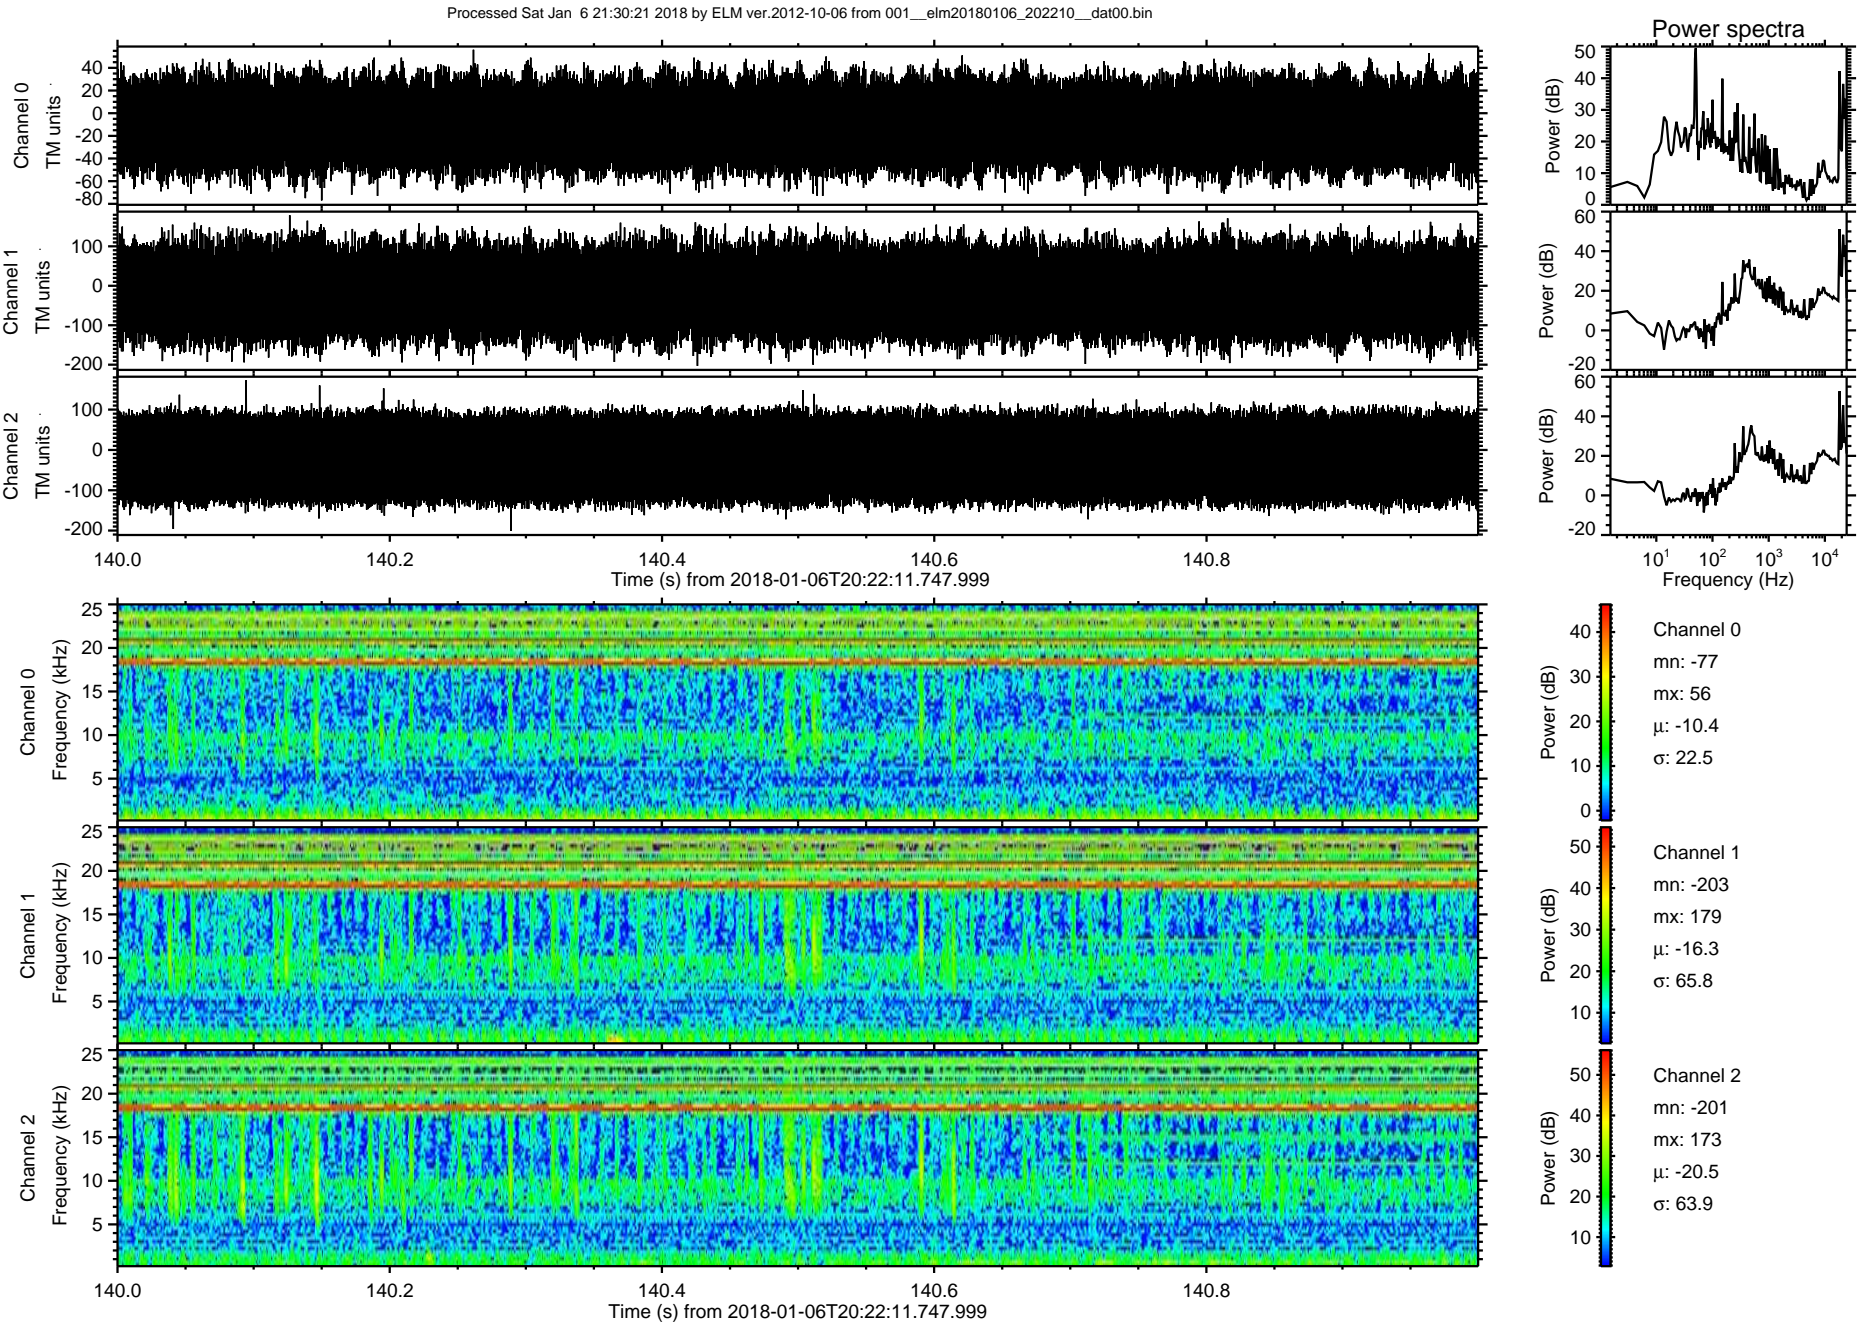 Processed Sat Jan  6 21:30:21 2018 by ELM ver.2012-10-06 from 001__elm20180106_202210__dat00.bin
Power spectra
Channel 0
TM units
40
20
0
-20
-40
-60
-80
Power (dB)
50
40
30
20
10
0
Channel 1
TM units
100
0
-100
-200
Power (dB)
60
40
20
0
-20
Channel 2
TM units
100
0
-100
-200
Power (dB)
60
40
20
0
-20
140.0
140.2
140.4
140.6
140.8
Time (s) from 2018-01-06T20:22:11.747.999
10¹
10²
10³
10⁴
Frequency (Hz)
Channel 0
Frequency (kHz)
25
20
15
10
5
Power (dB)
40
30
20
10
0
Channel 0
mn: -77
mx: 56
μ: -10.4
σ: 22.5
Channel 1
Frequency (kHz)
25
20
15
10
5
Power (dB)
50
40
30
20
10
Channel 1
mn: -203
mx: 179
μ: -16.3
σ: 65.8
Channel 2
Frequency (kHz)
25
20
15
10
5
Power (dB)
50
40
30
20
10
Channel 2
mn: -201
mx: 173
μ: -20.5
σ: 63.9
140.0
140.2
140.4
140.6
140.8
Time (s) from 2018-01-06T20:22:11.747.999